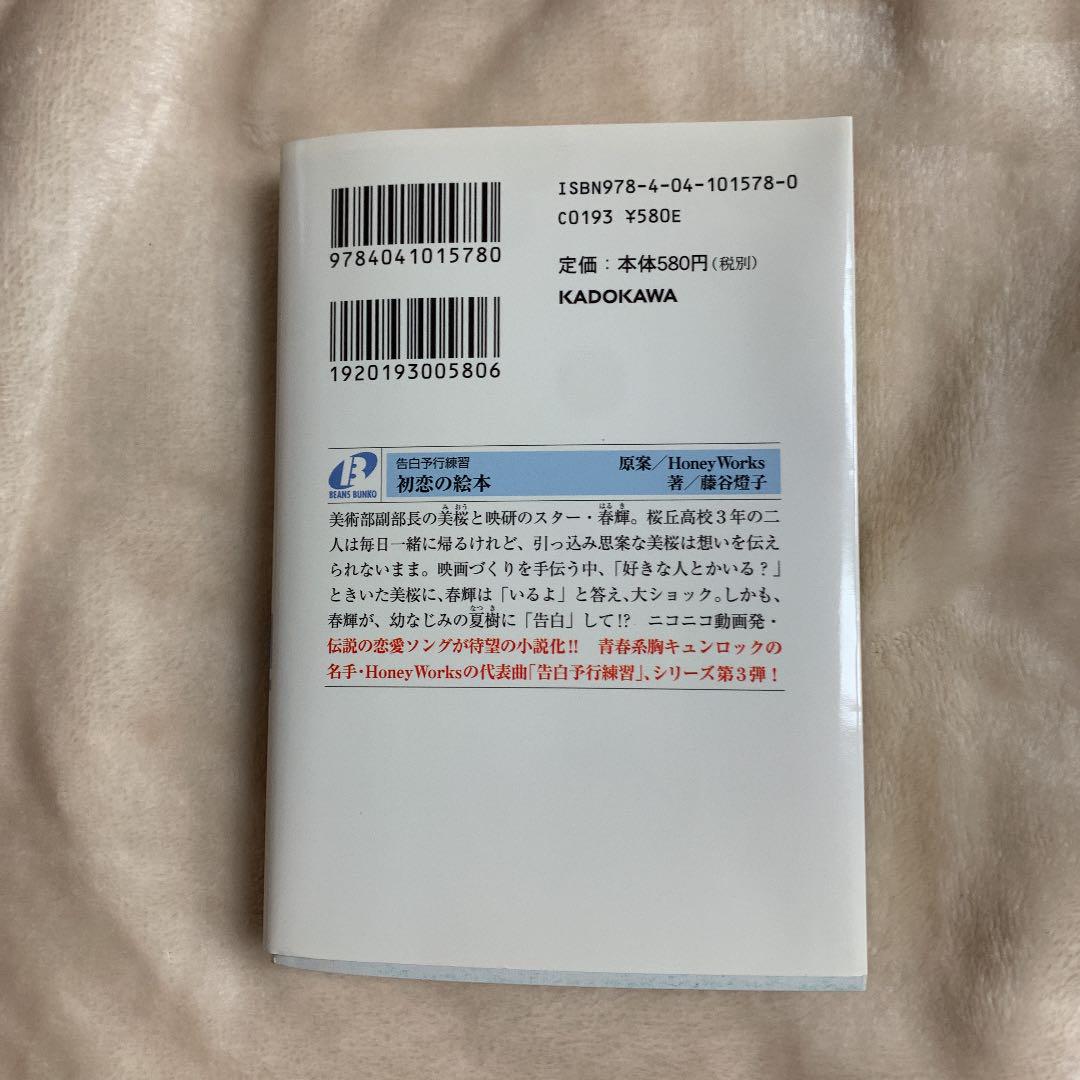 9784041015780
ISBN978-4-04-101578-0
C0193 ¥580E
定価：本体580円(税別)
KADOKAWA
1920193005806
B
BEANS BUNKO
告白予行練習
初恋の絵本
原案／HoneyWorks
著／藤谷燈子
美術部副部長の美桜と映研のスター・春輝。桜丘高校3年の二
人は毎日一緒に帰るけれど、引っ込み思案な美桜は想いを伝え
られないまま。映画づくりを手伝う中、「好きな人とかいる？」
ときいた美桜に、春輝は「いるよ」と答え、大ショック。しかも、
春輝が、幼なじみの夏樹に「告白」して!?　ニコニコ動画発・
伝説の恋愛ソングが待望の小説化!!　青春系胸キュンロックの
名手・HoneyWorksの代表曲「告白予行練習」、シリーズ第3弾！